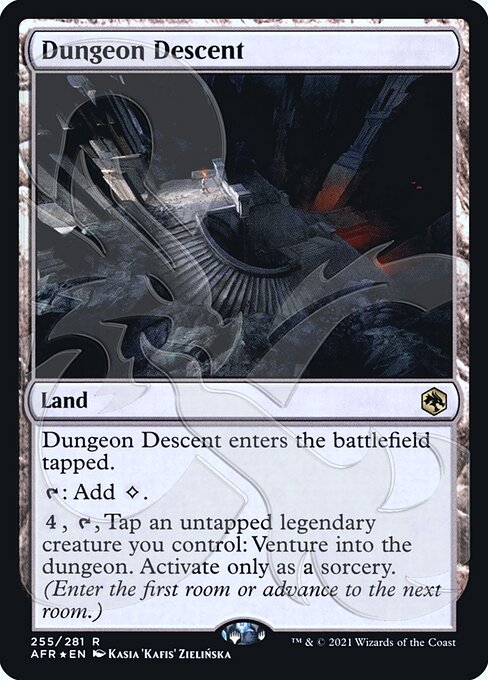 Dungeon Descent
Land
Dungeon Descent enters the battlefield
tapped.
: Add .
4 , , Tap an untapped legendary
creature you control: Venture into the
dungeon. Activate only as a sorcery.
(Enter the first room or advance to the next
room.)
255/281 R
AFR ★ EN Kasia 'Kafis' Zielińska
™ & © 2021 Wizards of the Coast